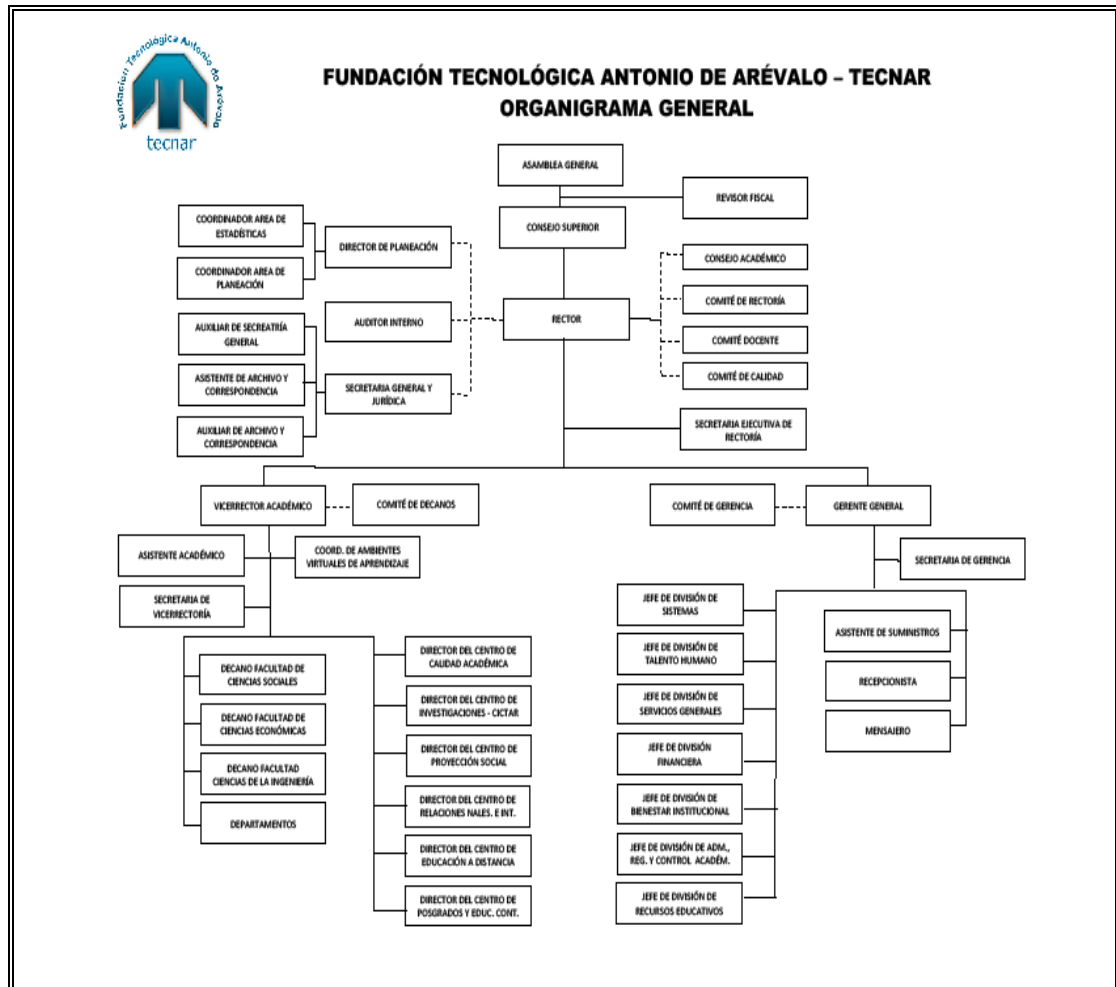 Fundación Tecnológica Antonio de Arévalo
tecnar
FUNDACIÓN TECNOLÓGICA ANTONIO DE ARÉVALO – TECNAR
ORGANIGRAMA GENERAL
ASAMBLEA GENERAL
REVISOR FISCAL
CONSEJO SUPERIOR
COORDINADOR AREA DE
ESTADÍSTICAS
DIRECTOR DE PLANEACIÓN
COORDINADOR AREA DE
PLANEACIÓN
CONSEJO ACADÉMICO
COMITÉ DE RECTORÍA
AUDITOR INTERNO
RECTOR
AUXILIAR DE SECREATRÍA
GENERAL
COMITÉ DOCENTE
COMITÉ DE CALIDAD
ASISTENTE DE ARCHIVO Y
CORRESPONDENCIA
SECRETARIA GENERAL Y
JURÍDICA
AUXILIAR DE ARCHIVO Y
CORRESPONDENCIA
SECRETARIA EJECUTIVA DE
RECTORÍA
VICERRECTOR ACADÉMICO
COMITÉ DE DECANOS
COMITÉ DE GERENCIA
GERENTE GENERAL
ASISTENTE ACADÉMICO
COORD. DE AMBIENTES
VIRTUALES DE APRENDIZAJE
SECRETARIA DE GERENCIA
SECRETARIA DE
VICERRECTORÍA
DECANO FACULTAD DE
CIENCIAS SOCIALES
DECANO FACULTAD DE
CIENCIAS ECONÓMICAS
DECANO FACULTAD
CIENCIAS DE LA INGENIERÍA
DEPARTAMENTOS
DIRECTOR DEL CENTRO DE
CALIDAD ACADÉMICA
DIRECTOR DEL CENTRO DE
INVESTIGACIONES - CICTAR
DIRECTOR DEL CENTRO DE
PROYECCIÓN SOCIAL
DIRECTOR DEL CENTRO DE
RELACIONES NALES. E INT.
DIRECTOR DEL CENTRO DE
EDUCACIÓN A DISTANCIA
DIRECTOR DEL CENTRO DE
POSGRADOS Y EDUC. CONT.
JEFE DE DIVISIÓN DE
SISTEMAS
JEFE DE DIVISIÓN DE
TALENTO HUMANO
JEFE DE DIVISIÓN DE
SERVICIOS GENERALES
JEFE DE DIVISIÓN
FINANCIERA
JEFE DE DIVISIÓN DE
BIENESTAR INSTITUCIONAL
JEFE DE DIVISIÓN DE ADM.,
REG. Y CONTROL ACADÉM.
JEFE DE DIVISIÓN DE
RECURSOS EDUCATIVOS
ASISTENTE DE SUMINISTROS
RECEPCIONISTA
MENSAJERO